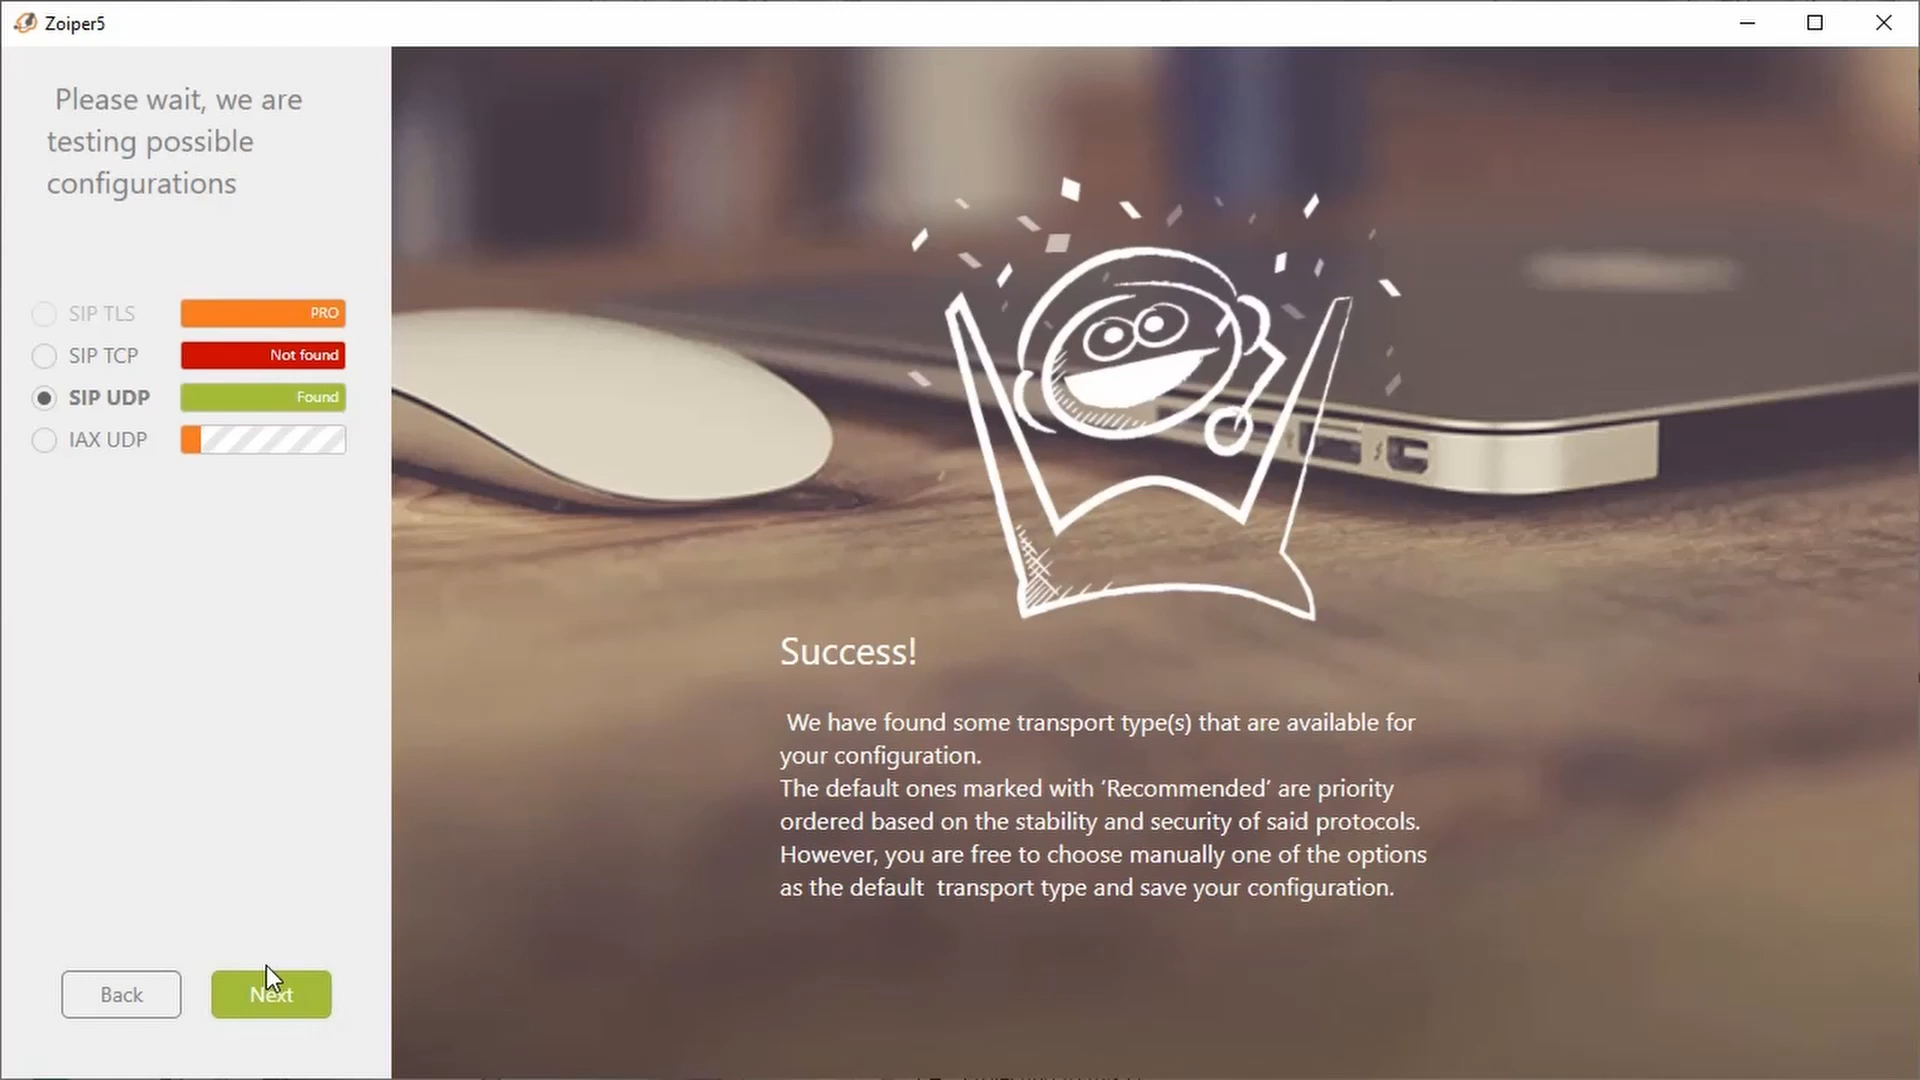 Zoiper5
Please wait, we are
testing possible
configurations
SIP TLS PRO
SIP TCP Not found
SIP UDP Found
IAX UDP
Success!
We have found some transport type(s) that are available for
your configuration.
The default ones marked with ‘Recommended’ are priority
ordered based on the stability and security of said protocols.
However, you are free to choose manually one of the options
as the default  transport type and save your configuration.
Back Next